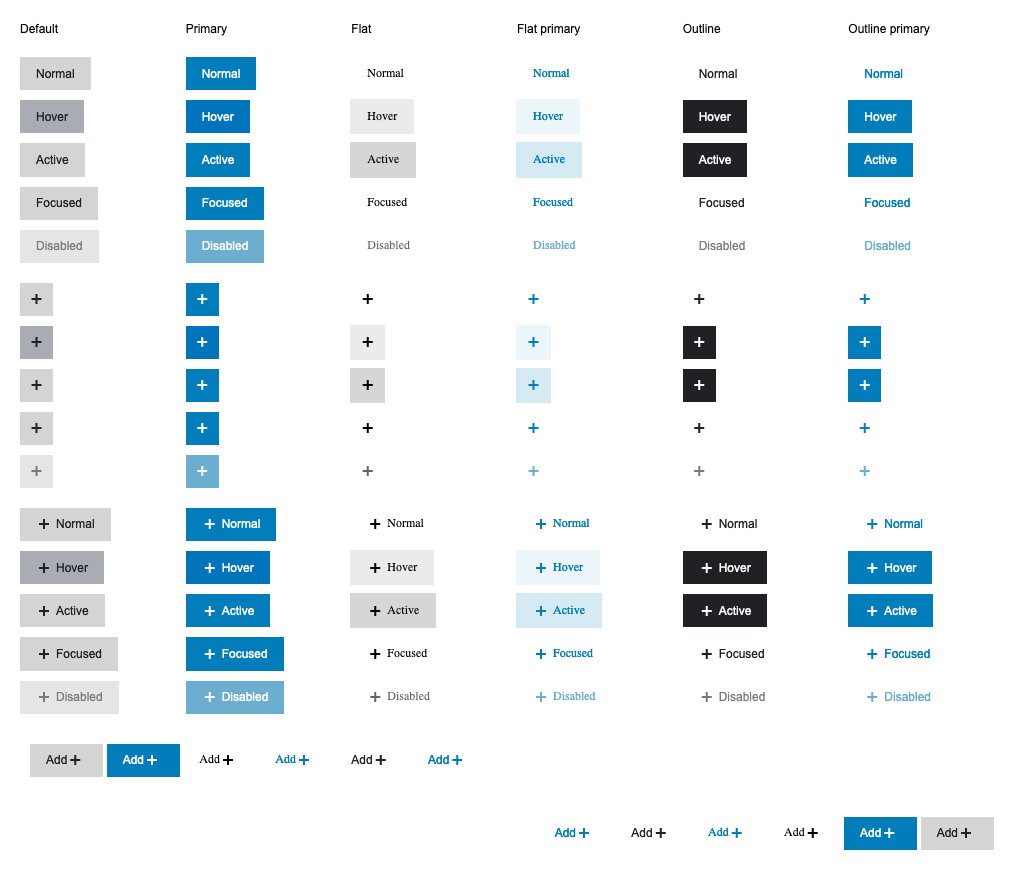 Default Primary Flat Flat primary Outline Outline primary
Normal Normal Normal Normal Normal Normal
Hover Hover Hover Hover Hover Hover
Active Active Active Active Active Active
Focused Focused Focused Focused Focused Focused
Disabled Disabled Disabled Disabled Disabled Disabled
+ + + + + +
+ + + + + +
+ + + + + +
+ + + + + +
+ + + + + +
+ Normal + Normal + Normal + Normal + Normal + Normal
+ Hover + Hover + Hover + Hover + Hover + Hover
+ Active + Active + Active + Active + Active + Active
+ Focused + Focused + Focused + Focused + Focused + Focused
+ Disabled + Disabled + Disabled + Disabled + Disabled + Disabled
Add + Add + Add + Add + Add + Add +
Add + Add + Add + Add + Add + Add +